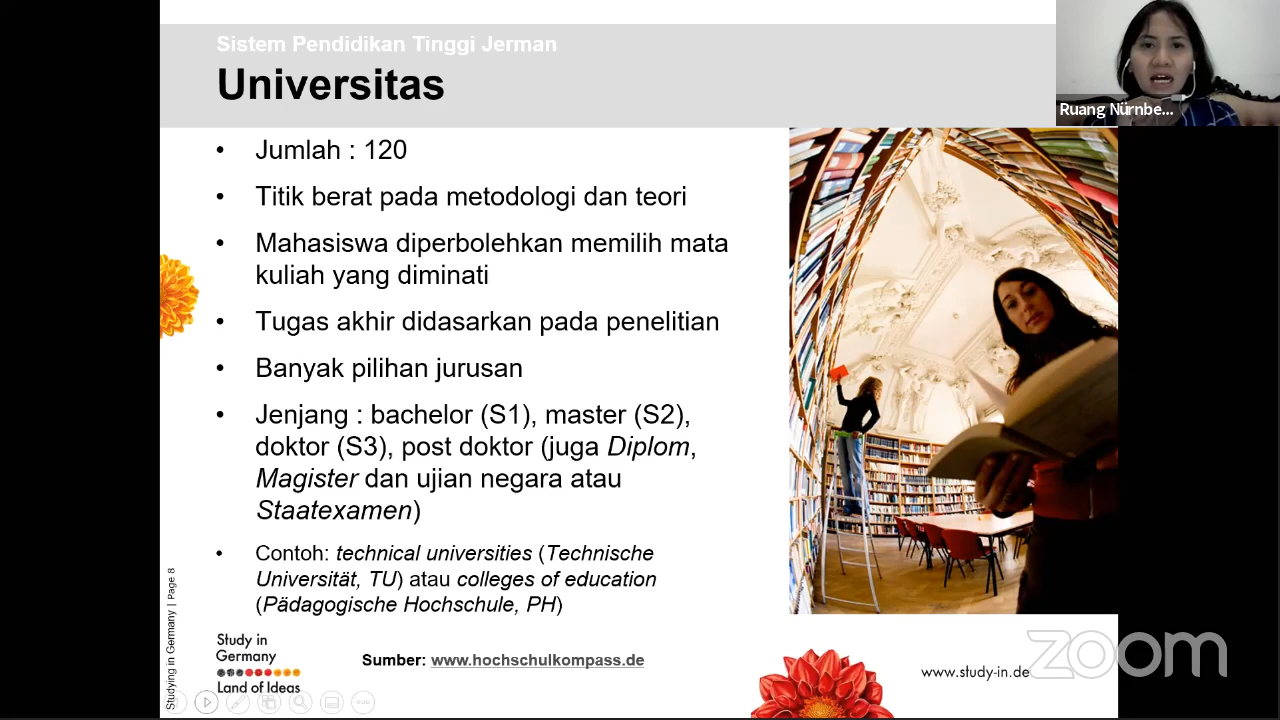 Sistem Pendidikan Tinggi Jerman
Universitas
Ruang Nürnbe...
• Jumlah : 120
• Titik berat pada metodologi dan teori
• Mahasiswa diperbolehkan memilih mata
kuliah yang diminati
• Tugas akhir didasarkan pada penelitian
• Banyak pilihan jurusan
• Jenjang : bachelor (S1), master (S2),
doktor (S3), post doktor (juga Diplom,
Magister dan ujian negara atau
Staatexamen)
• Contoh: technical universities (Technische
Universität, TU) atau colleges of education
(Pädagogische Hochschule, PH)
Studying in Germany | Page 8
Study in
Germany
Land of Ideas
Sumber: www.hochschulkompass.de
www.study-in.de
zoom